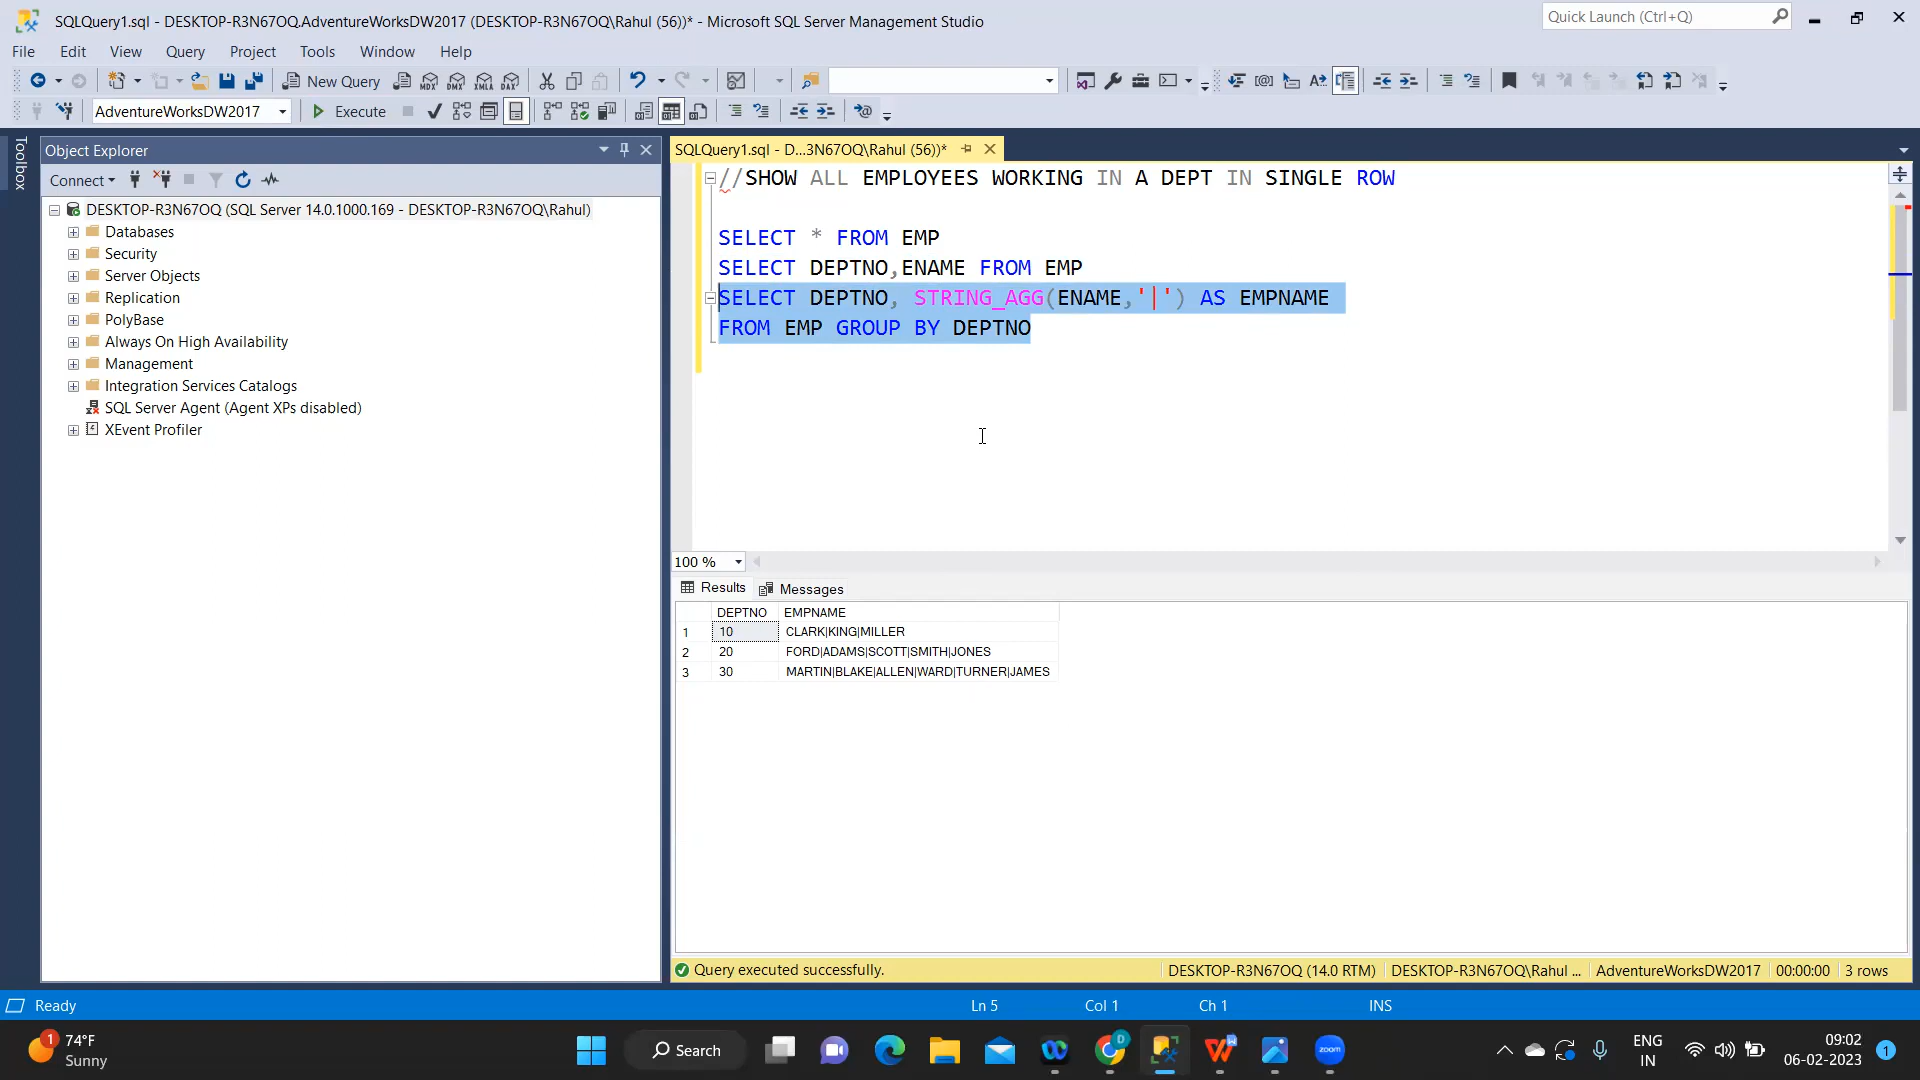 SQLQuery1.sql - DESKTOP-R3N67OQ.AdventureWorksDW2017 (DESKTOP-R3N67OQ\Rahul (56))* - Microsoft SQL Server Management Studio
Quick Launch (Ctrl+Q)
File Edit View Query Project Tools Window Help
New Query
AdventureWorksDW2017
Execute
Toolbox
Object Explorer
Connect
DESKTOP-R3N67OQ (SQL Server 14.0.1000.169 - DESKTOP-R3N67OQ\Rahul)
Databases
Security
Server Objects
Replication
PolyBase
Always On High Availability
Management
Integration Services Catalogs
SQL Server Agent (Agent XPs disabled)
XEvent Profiler
SQLQuery1.sql - D...3N67OQ\Rahul (56))*
//SHOW ALL EMPLOYEES WORKING IN A DEPT IN SINGLE ROW
SELECT * FROM EMP
SELECT DEPTNO,ENAME FROM EMP
SELECT DEPTNO, STRING_AGG(ENAME,'|') AS EMPNAME
FROM EMP GROUP BY DEPTNO
100 %
Results Messages
DEPTNO EMPNAME
1 10 CLARK|KING|MILLER
2 20 FORD|ADAMS|SCOTT|SMITH|JONES
3 30 MARTIN|BLAKE|ALLEN|WARD|TURNER|JAMES
Query executed successfully.
DESKTOP-R3N67OQ (14.0 RTM) DESKTOP-R3N67OQ\Rahul ... AdventureWorksDW2017 00:00:00 3 rows
Ready
Ln 5 Col 1 Ch 1 INS
1
74°F
Sunny
Search
zoom
ENG
IN
09:02
06-02-2023
1